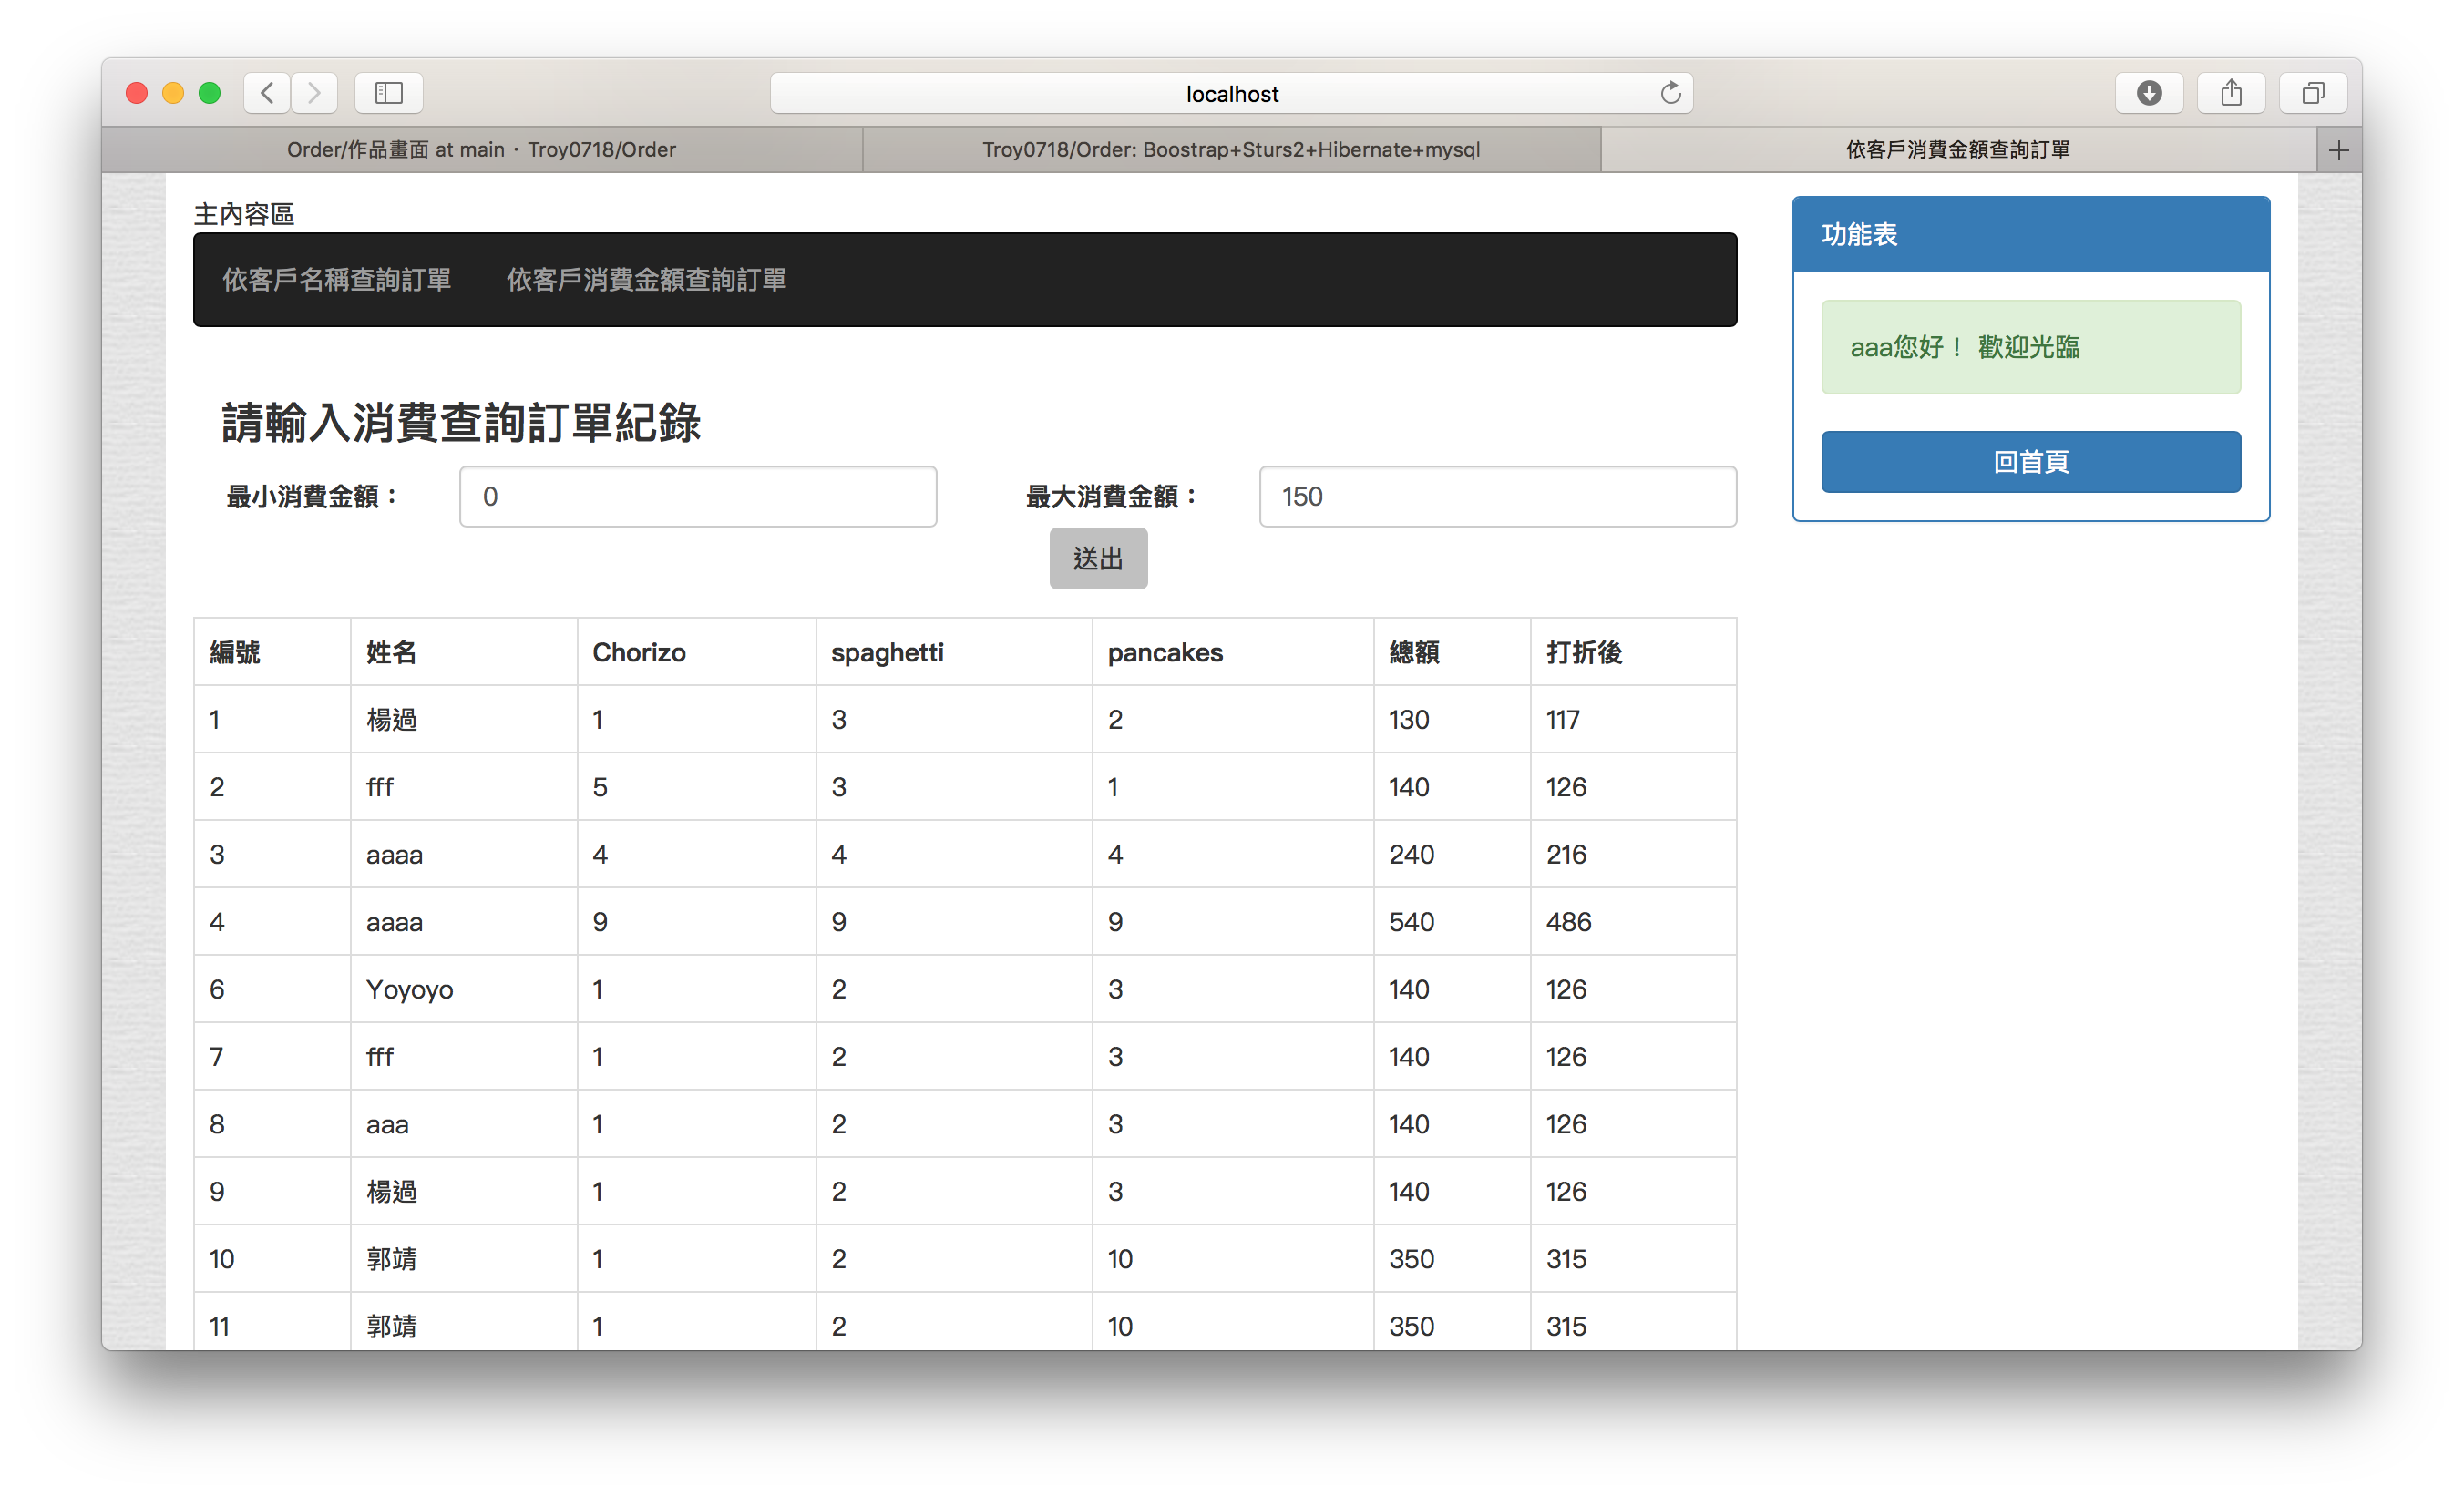 localhost
Order/作品畫面 at main · Troy0718/Order
Troy0718/Order: Boostrap+Sturs2+Hibernate+mysql
依客戶消費金額查詢訂單
主內容區
依客戶名稱查詢訂單 依客戶消費金額查詢訂單
功能表
aaa您好！ 歡迎光臨
回首頁
請輸入消費查詢訂單紀錄
最小消費金額： 0 最大消費金額： 150
送出
編號 姓名 Chorizo spaghetti pancakes 總額 打折後
1 楊過 1 3 2 130 117
2 fff 5 3 1 140 126
3 aaaa 4 4 4 240 216
4 aaaa 9 9 9 540 486
6 Yoyoyo 1 2 3 140 126
7 fff 1 2 3 140 126
8 aaa 1 2 3 140 126
9 楊過 1 2 3 140 126
10 郭靖 1 2 10 350 315
11 郭靖 1 2 10 350 315